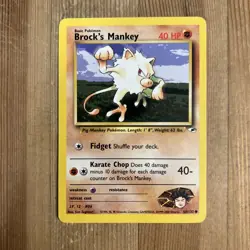 Basic Pokémon
Brock's Mankey 40 HP
Pig Monkey Pokémon. Length: 1' 8", Weight: 62 lbs.
Fidget Shuffle your deck.
Karate Chop Does 40 damage
minus 10 damage for each damage
counter on Brock's Mankey.
40-
weakness resistance
retreat cost